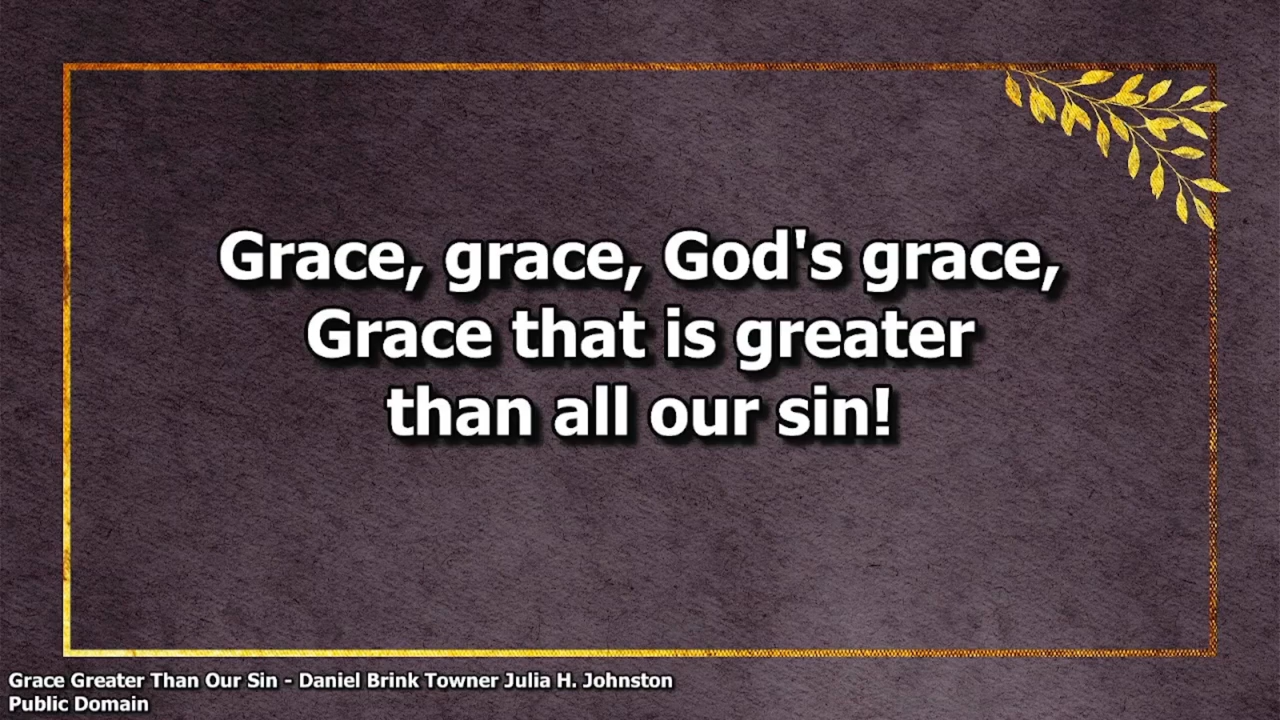 Grace, grace, God's grace,
Grace that is greater
than all our sin!
Grace Greater Than Our Sin - Daniel Brink Towner Julia H. Johnston
Public Domain